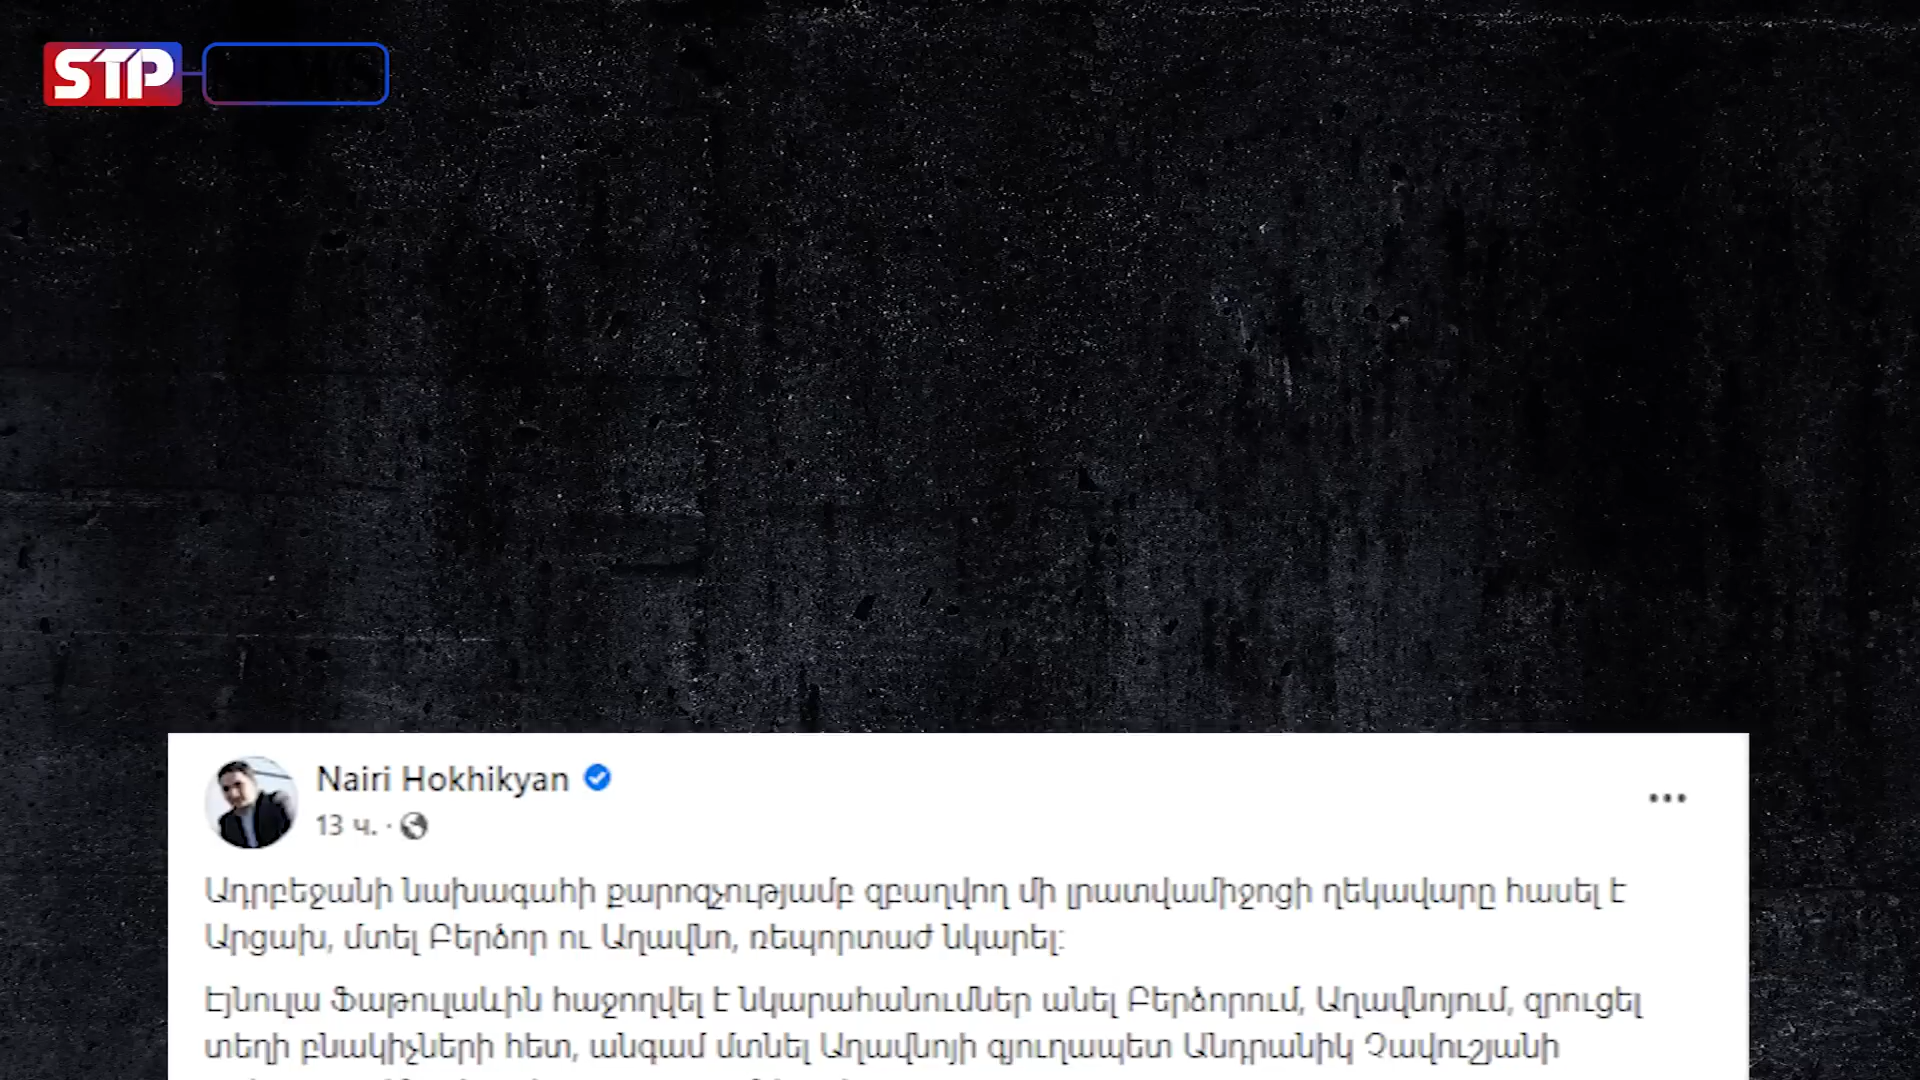 STP
Nairi Hokhikyan
13 ч. ·
Ադրբեջանի նախագահի քարոզչությամբ զբաղվող մի լրատվամիջոցի ղեկավարը հասել է
Արցախ, մտել Բերձոր ու Աղավնո, ռեպորտաժ նկարել:
Էյնուլա Ֆաթուլաևին հաջողվել է նկարահանումներ անել Բերձորում, Աղավնոյում, զրուցել
տեղի բնակիչների հետ, անգամ մտնել Աղավնոյի գյուղապետ Անդրանիկ Չավուշյանի